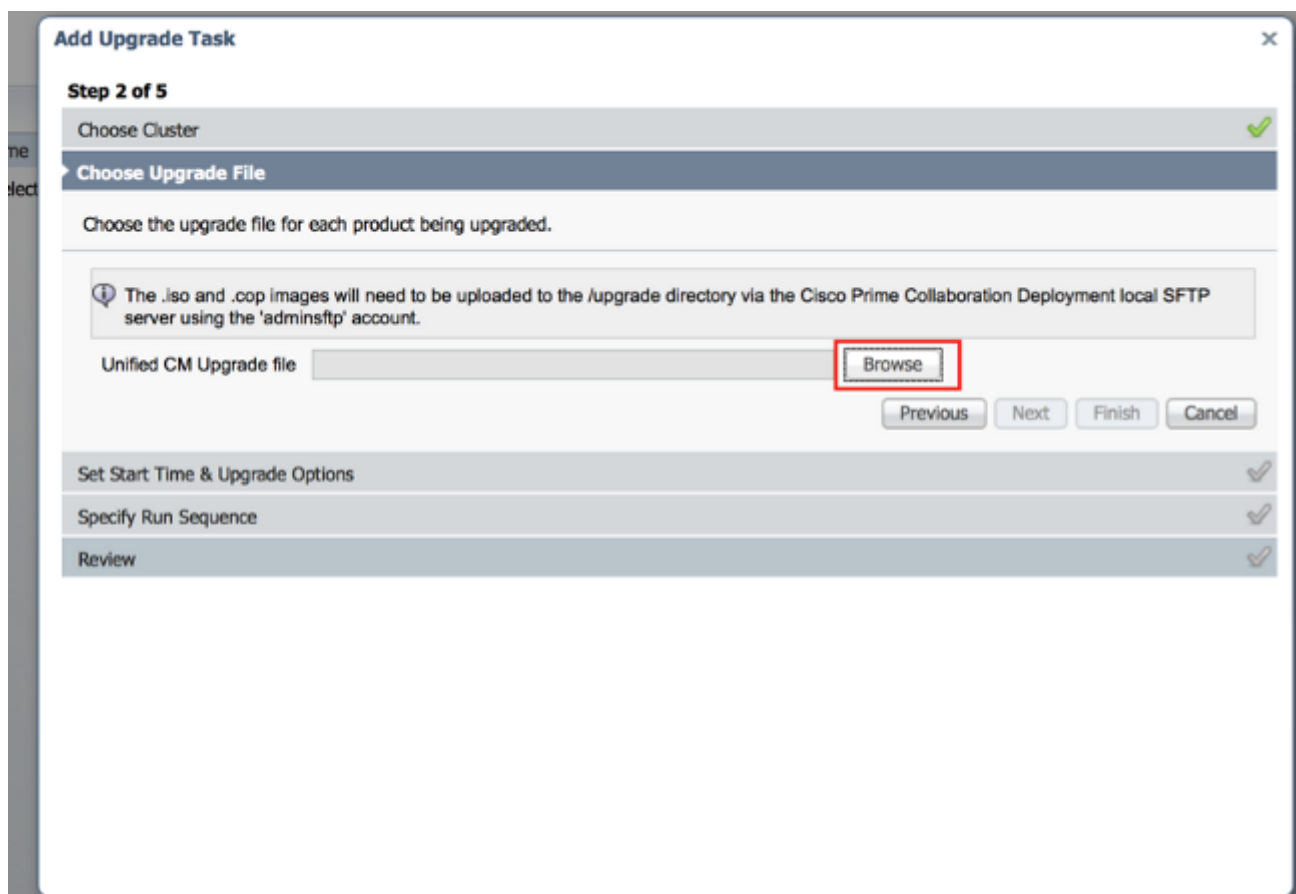 Add Upgrade Task
Step 2 of 5
Choose Cluster
Choose Upgrade File
Choose the upgrade file for each product being upgraded.
The .iso and .cop images will need to be uploaded to the /upgrade directory via the Cisco Prime Collaboration Deployment local SFTP
server using the 'adminsftp' account.
Unified CM Upgrade file
Browse
Previous
Next
Finish
Cancel
Set Start Time & Upgrade Options
Specify Run Sequence
Review